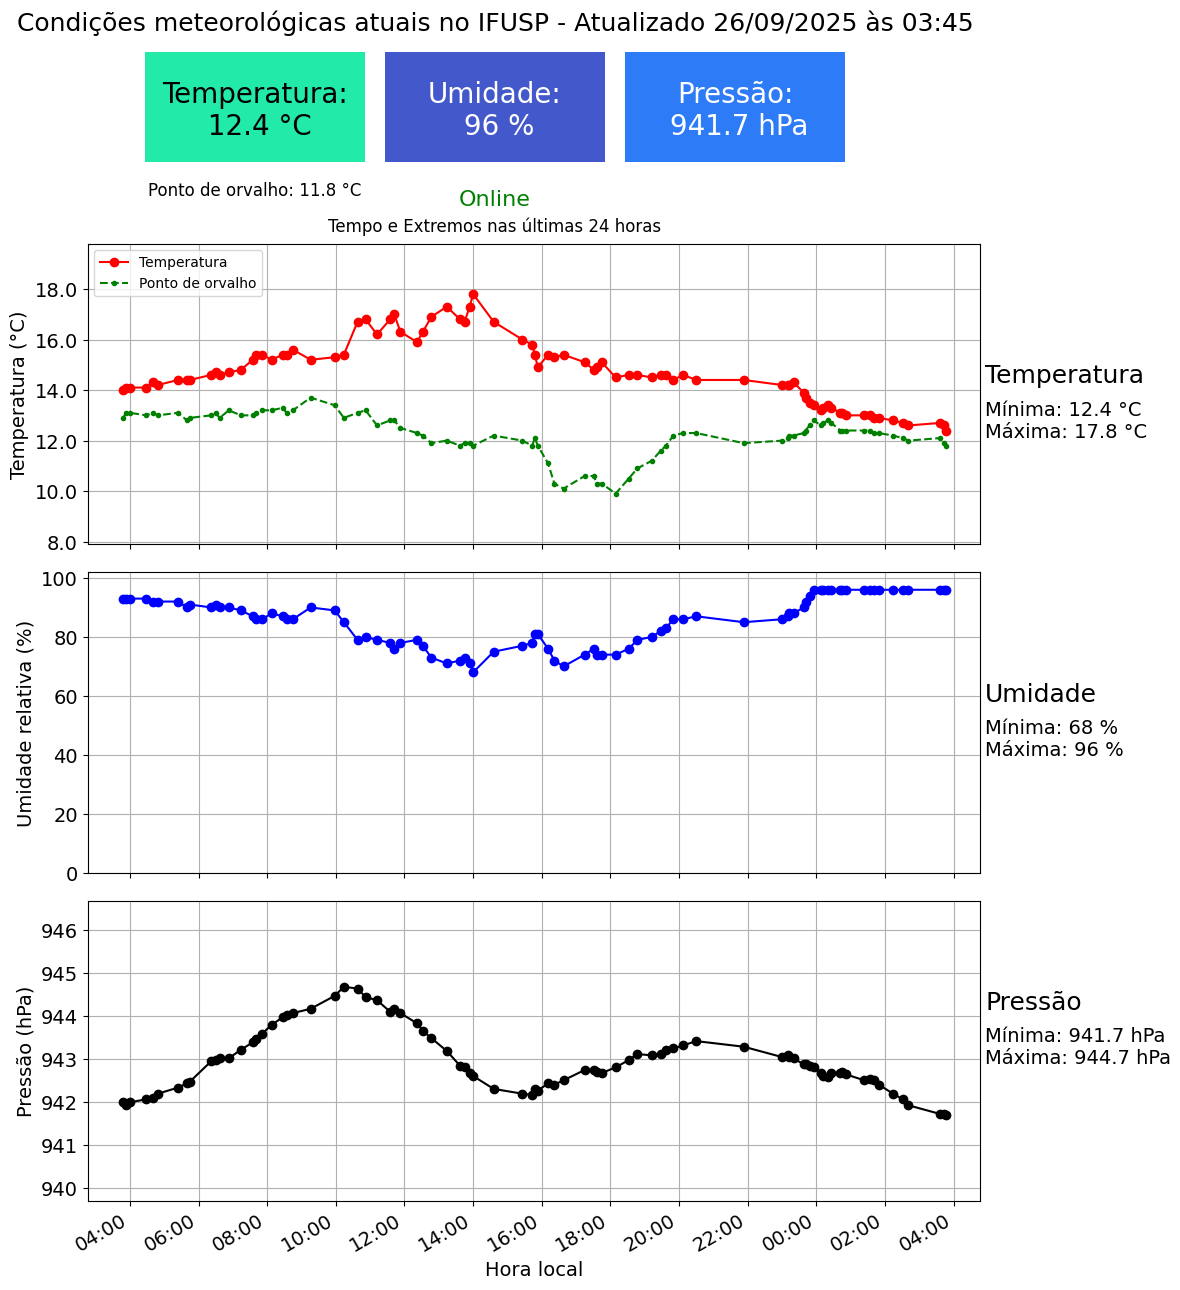 Condições meteorológicas atuais no IFUSP - Atualizado 26/09/2025 às 03:45
Temperatura:
12.4 °C
Umidade:
96 %
Pressão:
941.7 hPa
Ponto de orvalho: 11.8 °C
Online
Tempo e Extremos nas últimas 24 horas
Temperatura
Ponto de orvalho
Temperatura (°C)
18.0
16.0
14.0
12.0
10.0
8.0
Temperatura
Mínima: 12.4 °C
Máxima: 17.8 °C
Umidade relativa (%)
100
80
60
40
20
0
Umidade
Mínima: 68 %
Máxima: 96 %
Pressão (hPa)
946
945
944
943
942
941
940
Pressão
Mínima: 941.7 hPa
Máxima: 944.7 hPa
04:00 06:00 08:00 10:00 12:00 14:00 16:00 18:00 20:00 22:00 00:00 02:00 04:00
Hora local